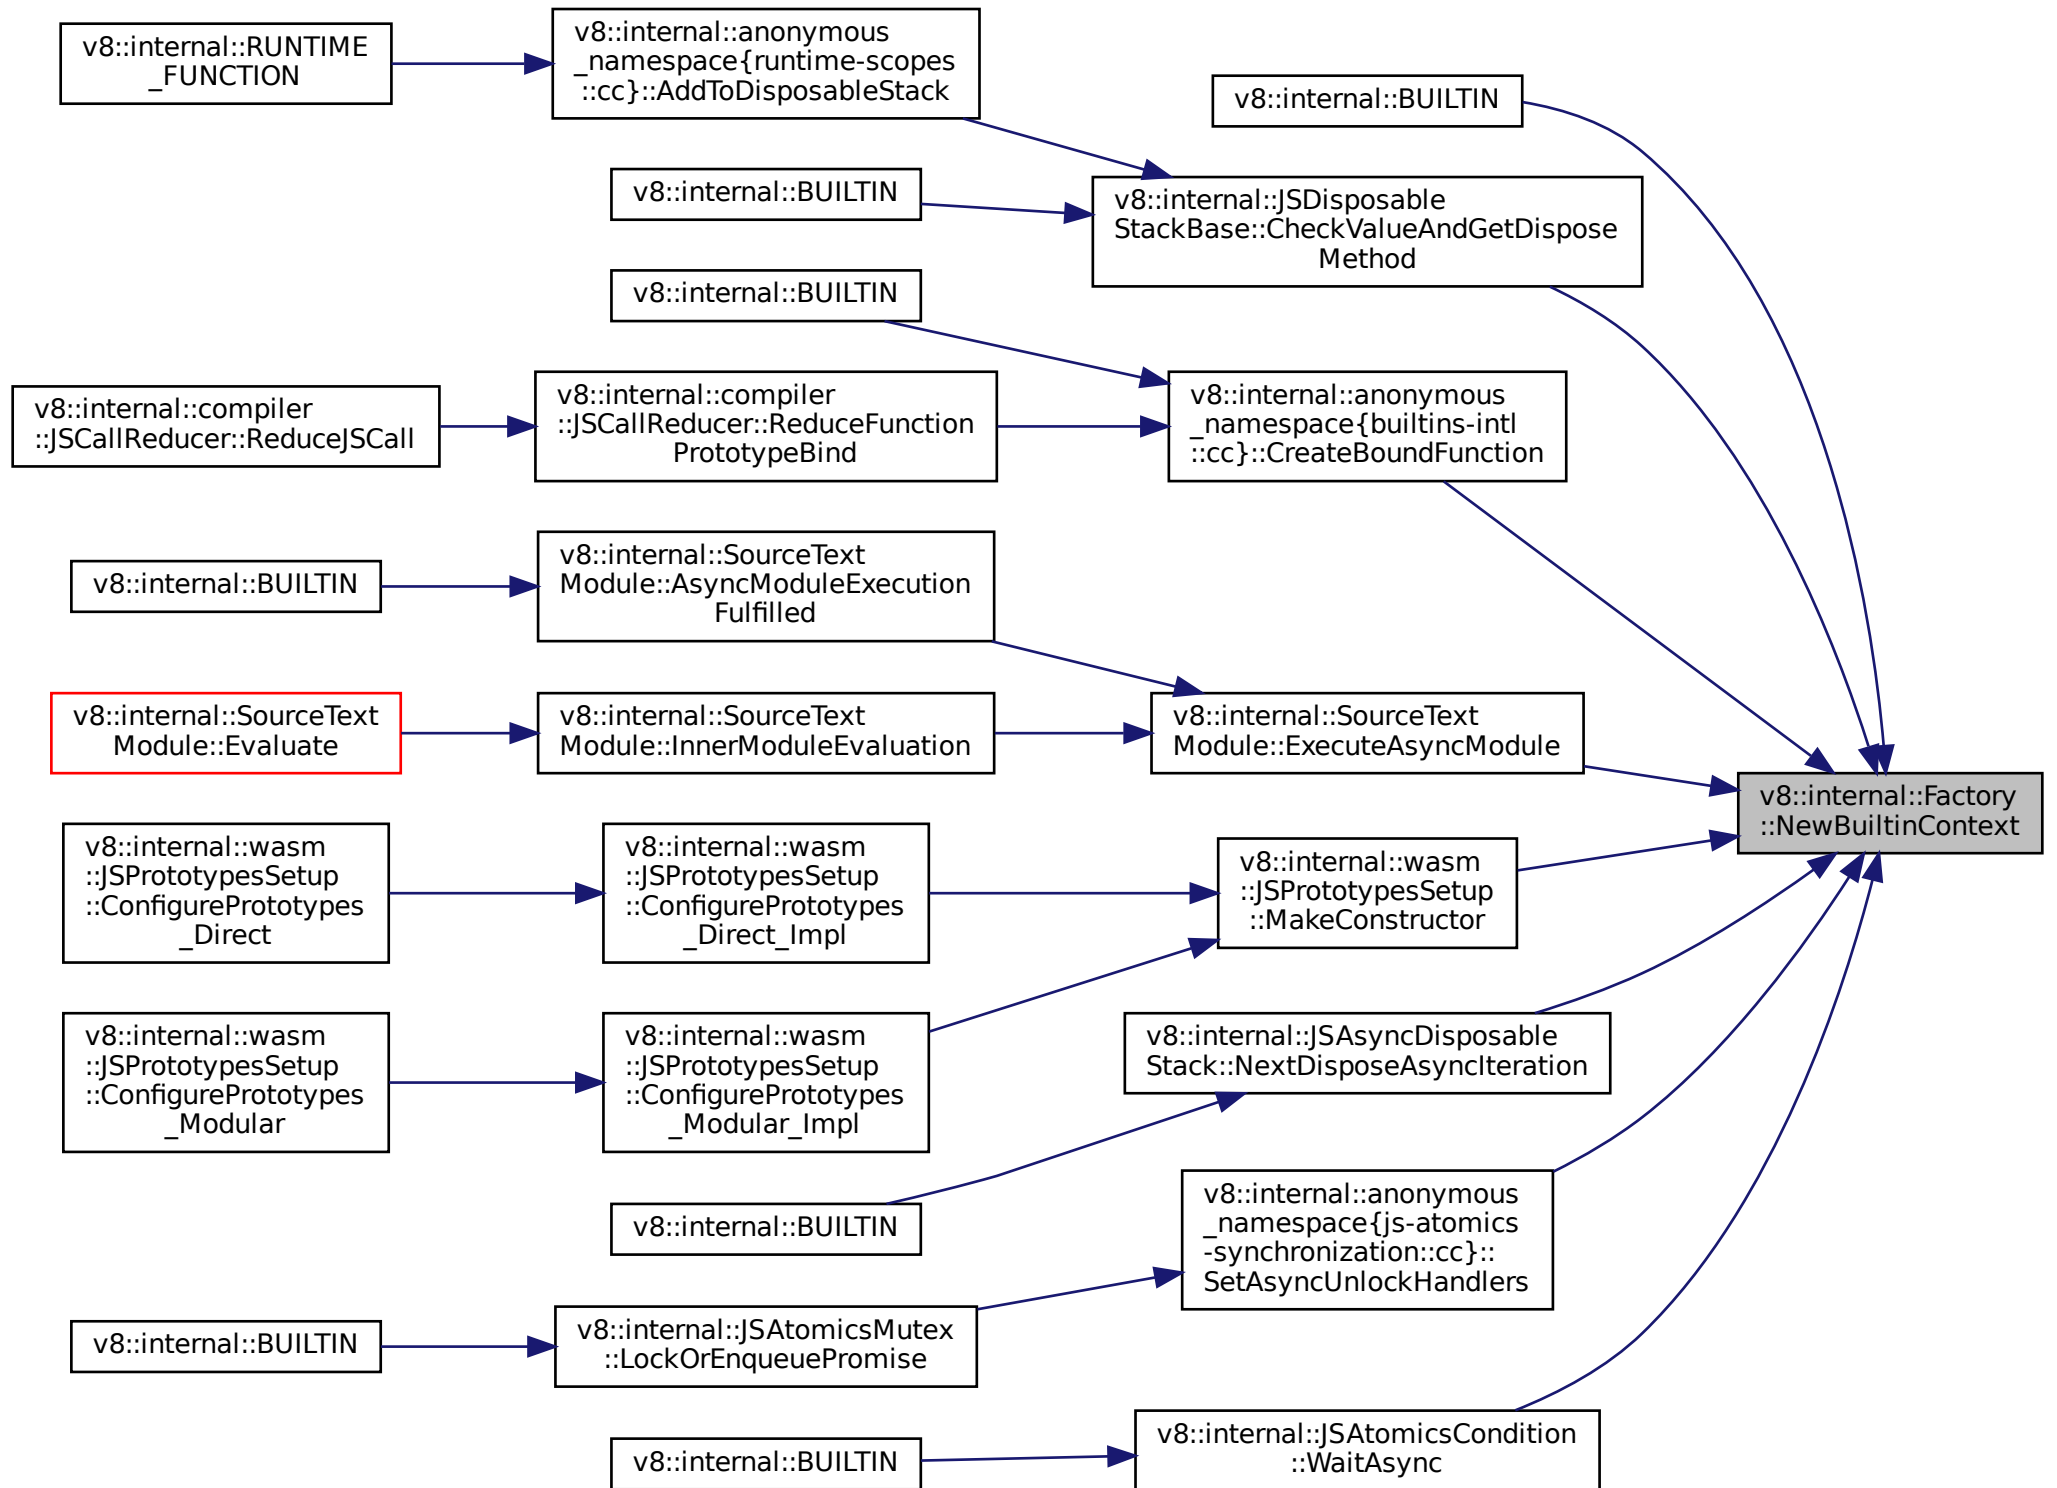 v8::internal::RUNTIME
_FUNCTION
v8::internal::anonymous
_namespace{runtime-scopes
::cc}::AddToDisposableStack
v8::internal::BUILTIN
v8::internal::BUILTIN
v8::internal::JSDisposable
StackBase::CheckValueAndGetDispose
Method
v8::internal::BUILTIN
v8::internal::compiler
::JSCallReducer::ReduceJSCall
v8::internal::compiler
::JSCallReducer::ReduceFunction
PrototypeBind
v8::internal::anonymous
_namespace{builtins-intl
::cc}::CreateBoundFunction
v8::internal::BUILTIN
v8::internal::SourceText
Module::AsyncModuleExecution
Fulfilled
v8::internal::SourceText
Module::Evaluate
v8::internal::SourceText
Module::InnerModuleEvaluation
v8::internal::SourceText
Module::ExecuteAsyncModule
v8::internal::Factory
::NewBuiltinContext
v8::internal::wasm
::JSPrototypesSetup
::ConfigurePrototypes
_Direct
v8::internal::wasm
::JSPrototypesSetup
::ConfigurePrototypes
_Direct_Impl
v8::internal::wasm
::JSPrototypesSetup
::MakeConstructor
v8::internal::wasm
::JSPrototypesSetup
::ConfigurePrototypes
_Modular
v8::internal::wasm
::JSPrototypesSetup
::ConfigurePrototypes
_Modular_Impl
v8::internal::JSAsyncDisposable
Stack::NextDisposeAsyncIteration
v8::internal::BUILTIN
v8::internal::anonymous
_namespace{js-atomics
-synchronization::cc}::
SetAsyncUnlockHandlers
v8::internal::BUILTIN
v8::internal::JSAtomicsMutex
::LockOrEnqueuePromise
v8::internal::BUILTIN
v8::internal::JSAtomicsCondition
::WaitAsync